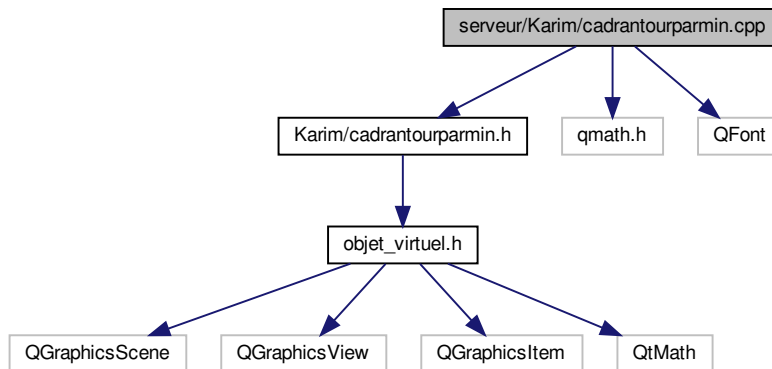 serveur/Karim/cadrantourparmin.cpp
Karim/cadrantourparmin.h
qmath.h
QFont
objet_virtuel.h
QGraphicsScene
QGraphicsView
QGraphicsItem
QtMath